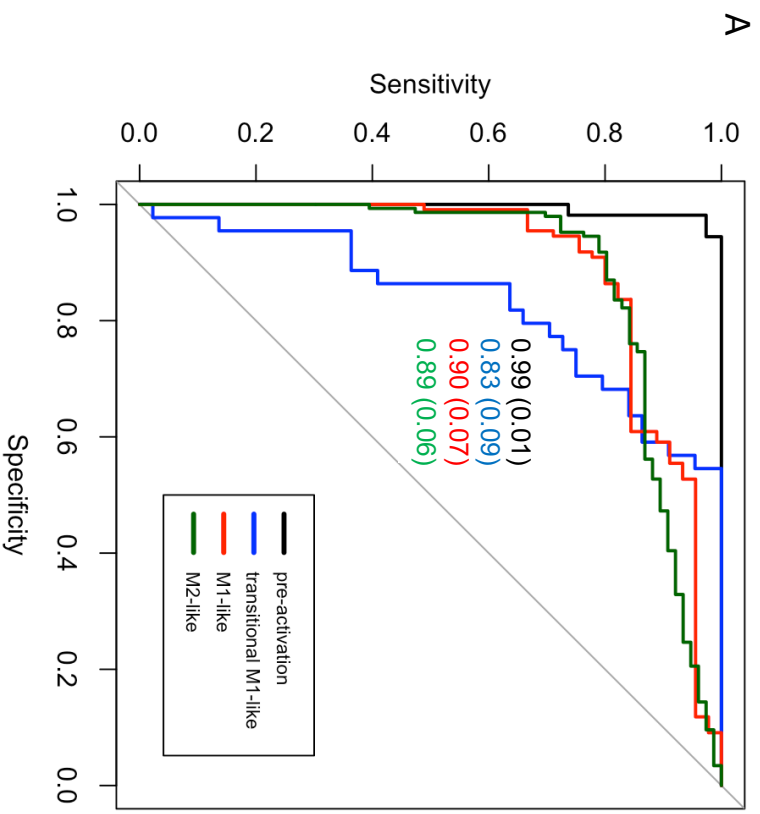 A
Sensitivity
1.0
0.8
0.6
0.4
0.2
0.0
0.99 (0.01)
0.83 (0.09)
0.90 (0.07)
0.89 (0.06)
pre-activation
transitional M1-like
M1-like
M2-like
1.0
0.8
0.6
0.4
0.2
0.0
Specificity